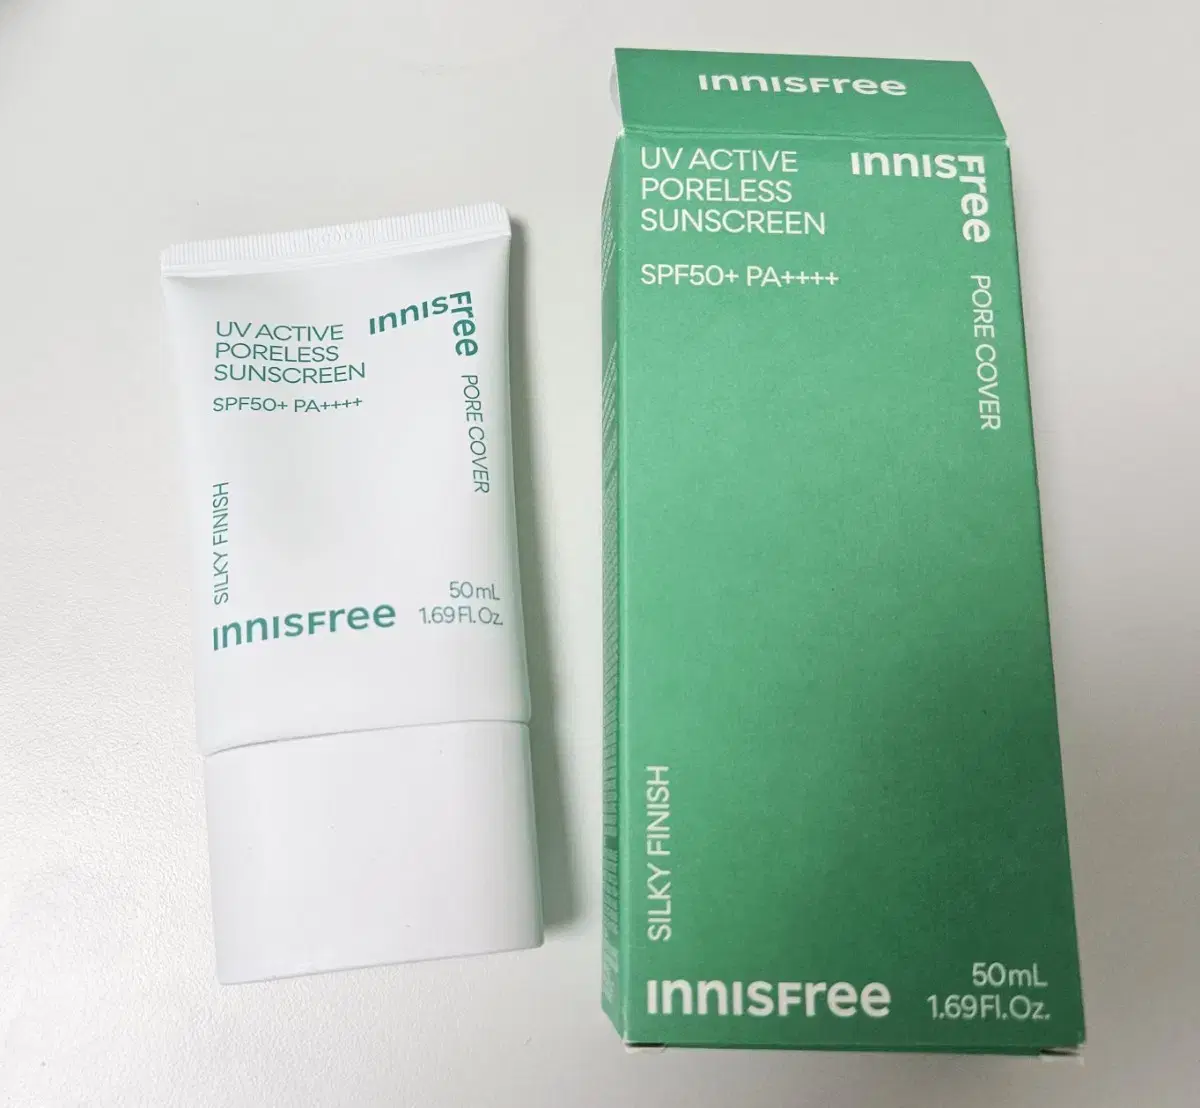 UV ACTIVE
PORELESS
SUNSCREEN
SPF50+ PA++++
INNISFree
PORE COVER
SILKY FINISH
50mL
1.69Fl.Oz.
INNISFree
INNISFree
UV ACTIVE
PORELESS
SUNSCREEN
SPF50+ PA++++
INNISFree
PORE COVER
SILKY FINISH
INNISFree
50mL
1.69Fl.Oz.